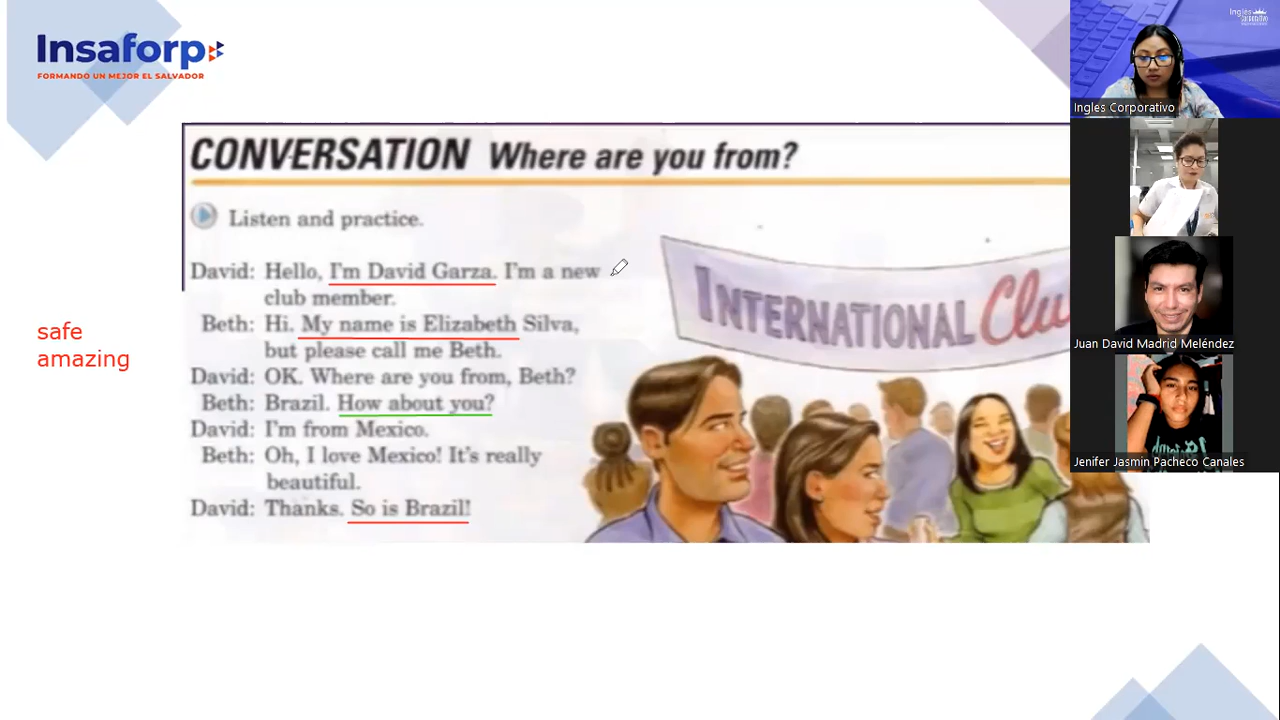 Insaforp
FORMANDO UN MEJOR EL SALVADOR
CONVERSATION Where are you from?
Listen and practice.
David: Hello, I'm David Garza. I'm a new
club member.
Beth: Hi. My name is Elizabeth Silva,
but please call me Beth.
David: OK. Where are you from, Beth?
Beth: Brazil. How about you?
David: I'm from Mexico.
Beth: Oh, I love Mexico! It's really
beautiful.
David: Thanks. So is Brazil!
safe
amazing
INTERNATIONAL Clu
Inglés
Ingles Corporativo
Juan David Madrid Meléndez
Jenifer Jasmin Pacheco Canales